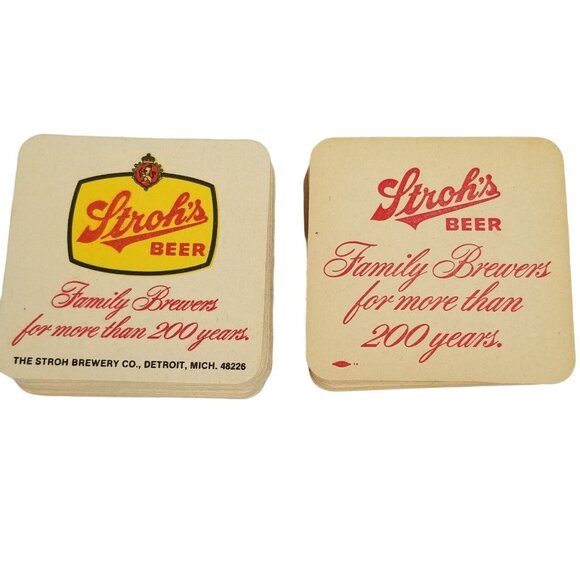 Stroh's
BEER
Family Brewers
for more than 200 years.
THE STROH BREWERY CO., DETROIT, MICH. 48226
Stroh's
BEER
Family Brewers
for more than
200 years.